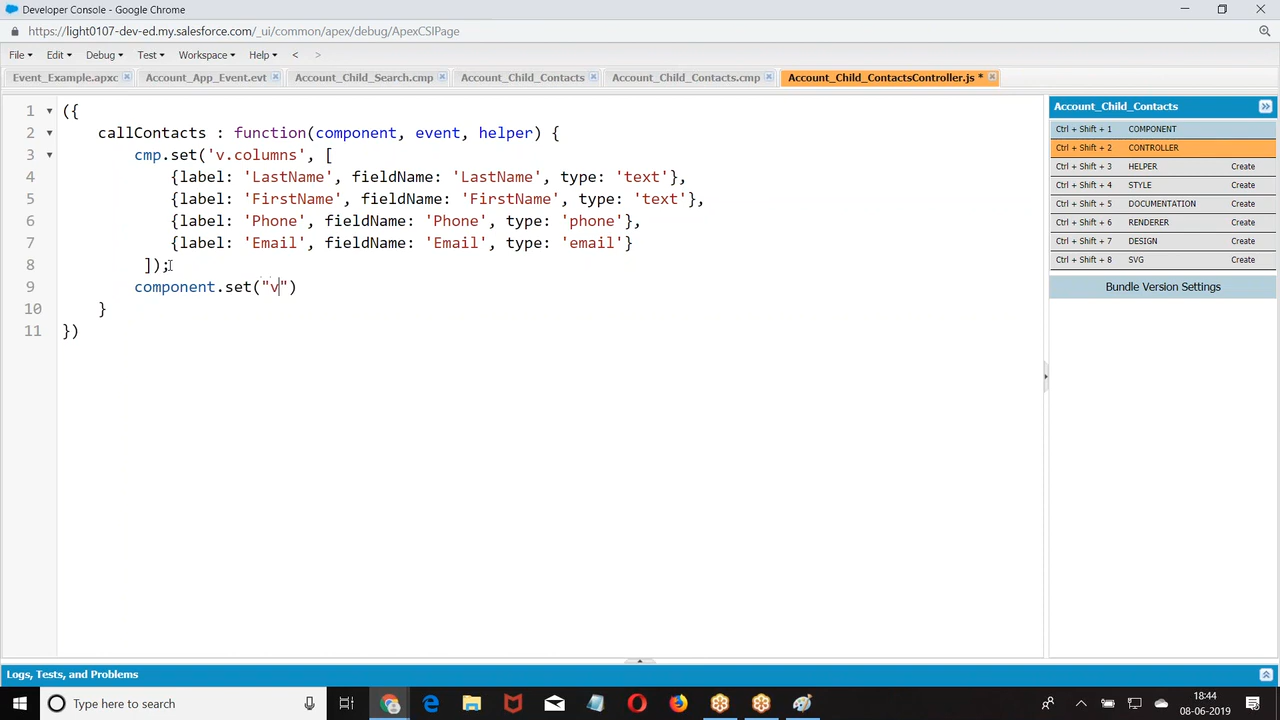 Developer Console - Google Chrome
https://light0107-dev-ed.my.salesforce.com/_ui/common/apex/debug/ApexCSIPage
File Edit Debug Test Workspace Help < >
Event_Example.apxc Account_App_Event.evt Account_Child_Search.cmp Account_Child_Contacts Account_Child_Contacts.cmp Account_Child_ContactsController.js *
1 ({
2 callContacts : function(component, event, helper) {
3 cmp.set('v.columns', [
4 {label: 'LastName', fieldName: 'LastName', type: 'text'},
5 {label: 'FirstName', fieldName: 'FirstName', type: 'text'},
6 {label: 'Phone', fieldName: 'Phone', type: 'phone'},
7 {label: 'Email', fieldName: 'Email', type: 'email'}
8 ]);
9 component.set("v")
10 }
11 })
Account_Child_Contacts
Ctrl + Shift + 1 COMPONENT
Ctrl + Shift + 2 CONTROLLER
Ctrl + Shift + 3 HELPER Create
Ctrl + Shift + 4 STYLE Create
Ctrl + Shift + 5 DOCUMENTATION Create
Ctrl + Shift + 6 RENDERER Create
Ctrl + Shift + 7 DESIGN Create
Ctrl + Shift + 8 SVG Create
Bundle Version Settings
Logs, Tests, and Problems
Type here to search
18:44
08-06-2019